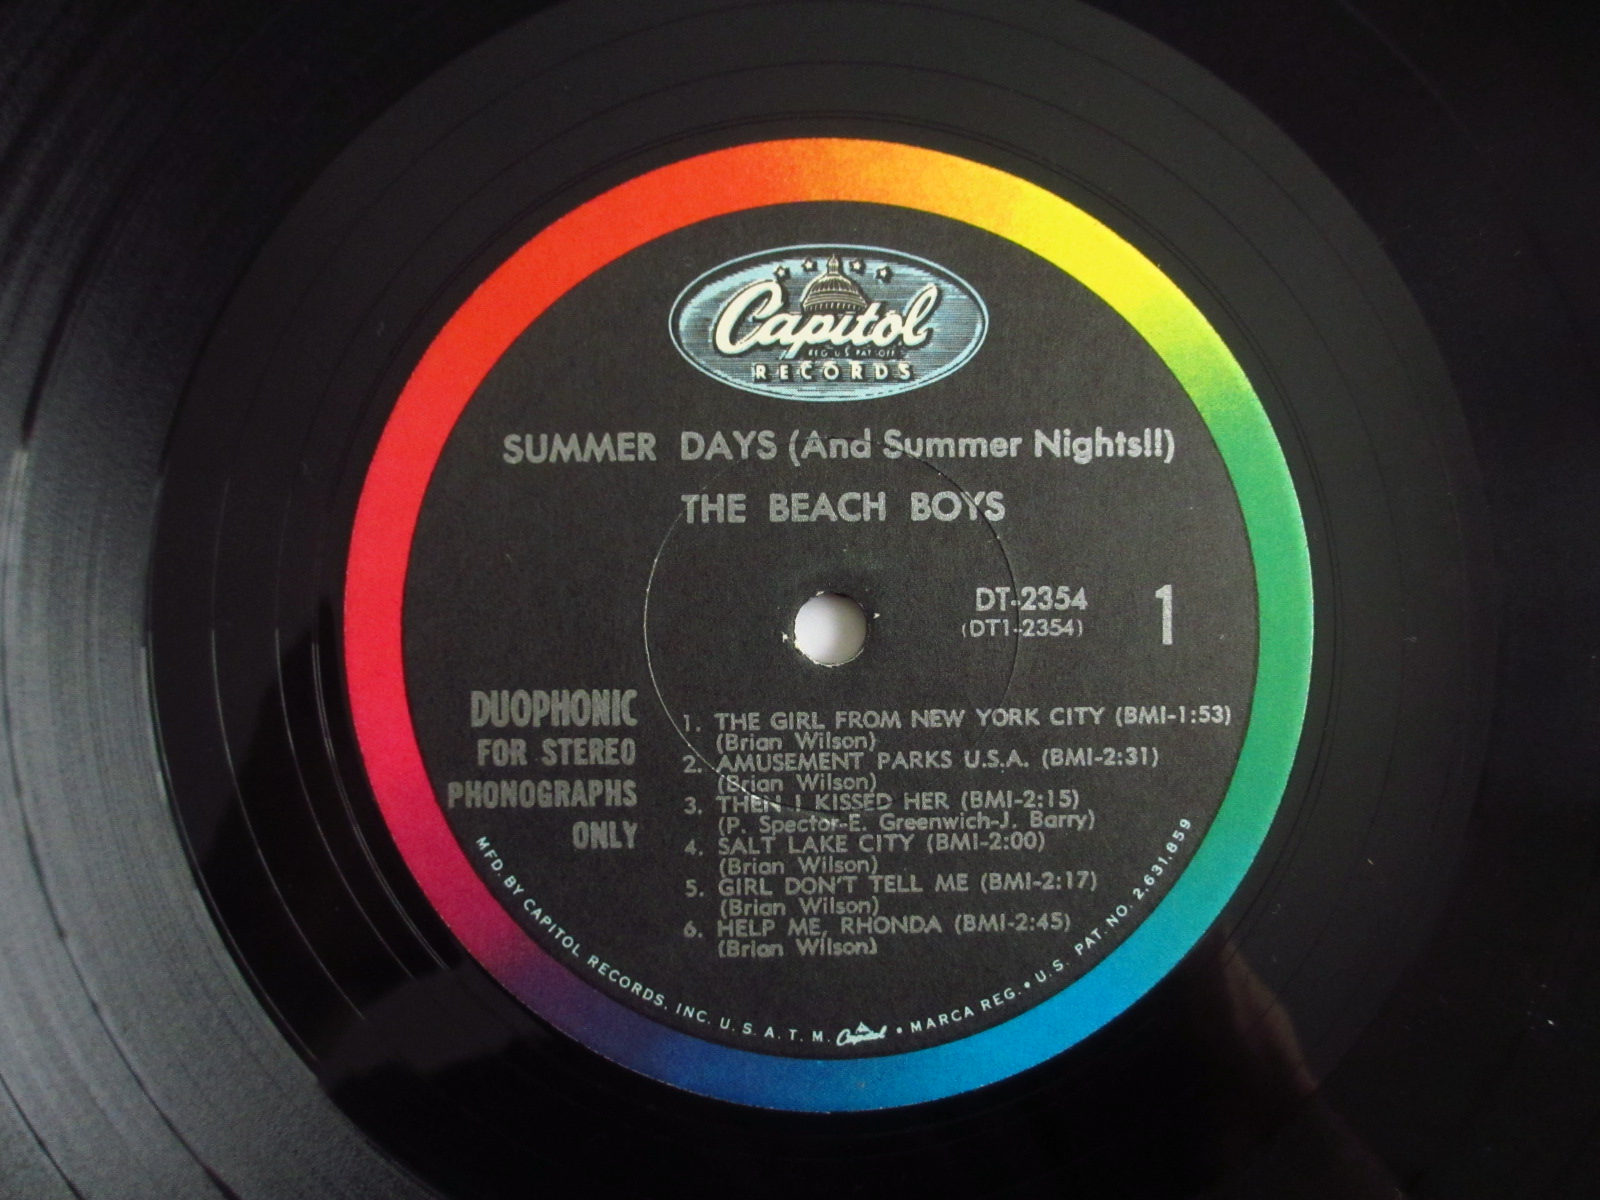 Capitol
REG. U.S. PAT. OFF.
RECORDS
SUMMER DAYS (And Summer Nights!!)
THE BEACH BOYS
DT-2354
(DT1-2354)
1
DUOPHONIC
FOR STEREO
PHONOGRAPHS
ONLY
1. THE GIRL FROM NEW YORK CITY (BMI-1:53)
(Brian Wilson)
2. AMUSEMENT PARKS U.S.A. (BMI-2:31)
(Brian Wilson)
3. THEN I KISSED HER (BMI-2:15)
(P. Spector-E. Greenwich-J. Barry)
4. SALT LAKE CITY (BMI-2:00)
(Brian Wilson)
5. GIRL DON'T TELL ME (BMI-2:17)
(Brian Wilson)
6. HELP ME, RHONDA (BMI-2:45)
(Brian Wilson)
MFD. BY CAPITOL RECORDS, INC. U. S. A. T. M. Capitol • MARCA REG. • U.S. PAT. NO. 2,631,859